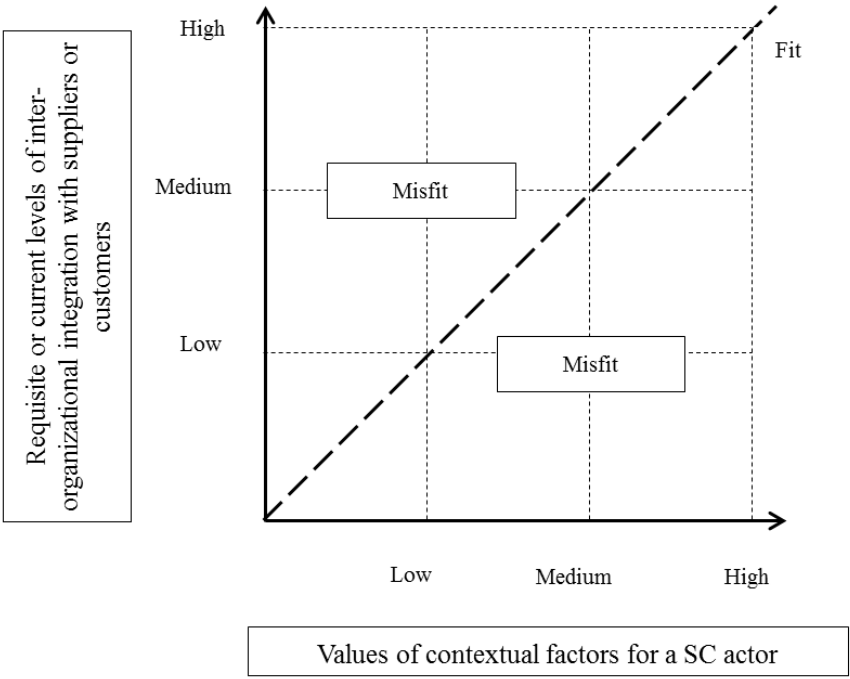 Requisite or current levels of inter-
organizational integration with suppliers or
customers
High
Fit
Medium
Misfit
Low
Misfit
Low
Medium
High
Values of contextual factors for a SC actor